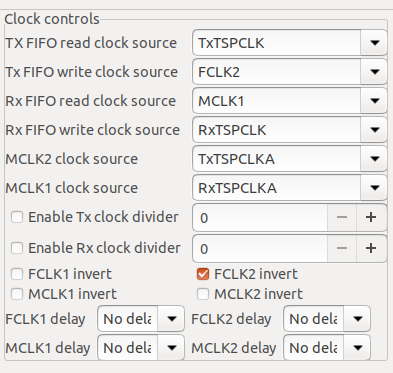 Clock controls
TX FIFO read clock source TxTSPCLK
Tx FIFO write clock source FCLK2
Rx FIFO read clock source MCLK1
Rx FIFO write clock source RxTSPCLK
MCLK2 clock source TxTSPCLKA
MCLK1 clock source RxTSPCLKA
Enable Tx clock divider 0 − +
Enable Rx clock divider 0 − +
FCLK1 invert FCLK2 invert
MCLK1 invert MCLK2 invert
FCLK1 delay No dela FCLK2 delay No dela
MCLK1 delay No dela MCLK2 delay No dela